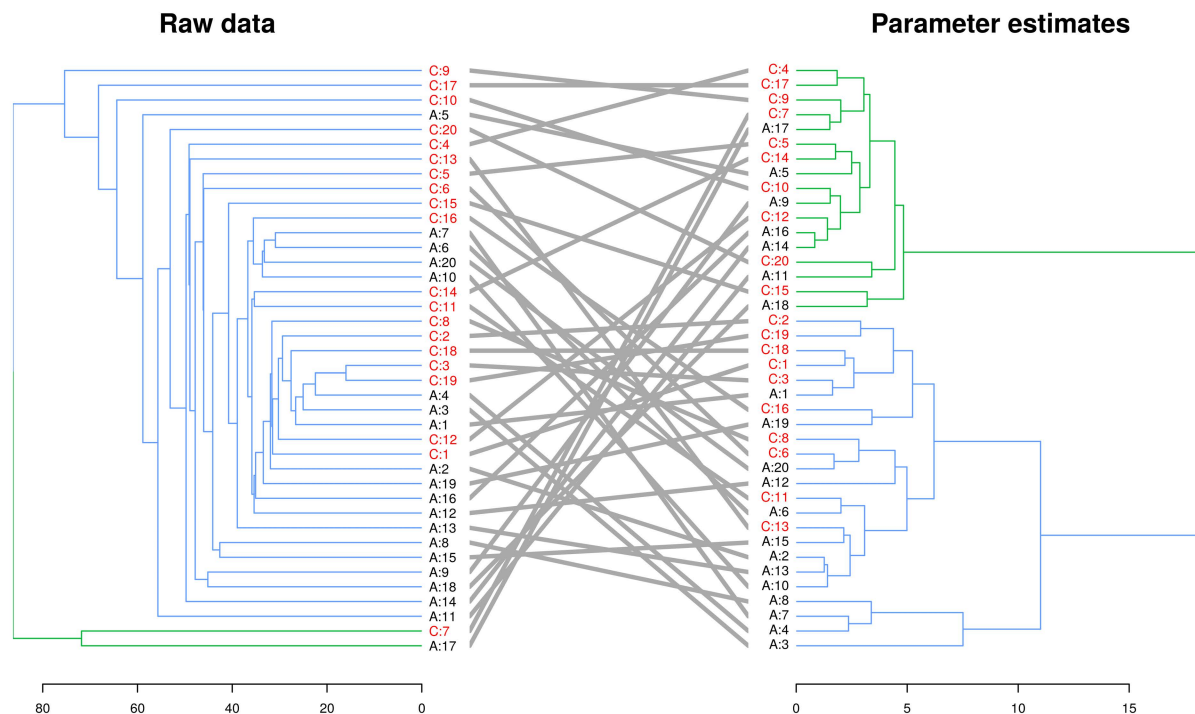 Raw data
Parameter estimates
C:9
C:17
C:10
A:5
C:20
C:4
C:13
C:5
C:6
C:15
C:16
A:7
A:6
A:20
A:10
C:14
C:11
C:8
C:2
C:18
C:3
C:19
A:4
A:3
A:1
C:12
C:1
A:2
A:19
A:16
A:12
A:13
A:8
A:15
A:9
A:18
A:14
A:11
C:7
A:17
80 60 40 20 0
C:4
C:17
C:9
C:7
A:17
C:5
C:14
A:5
C:10
A:9
C:12
A:16
A:14
C:20
A:11
C:15
A:18
C:2
C:19
C:18
C:1
C:3
A:1
C:16
A:19
C:8
C:6
A:20
A:12
C:11
A:6
C:13
A:15
A:2
A:13
A:10
A:8
A:7
A:4
A:3
0 5 10 15